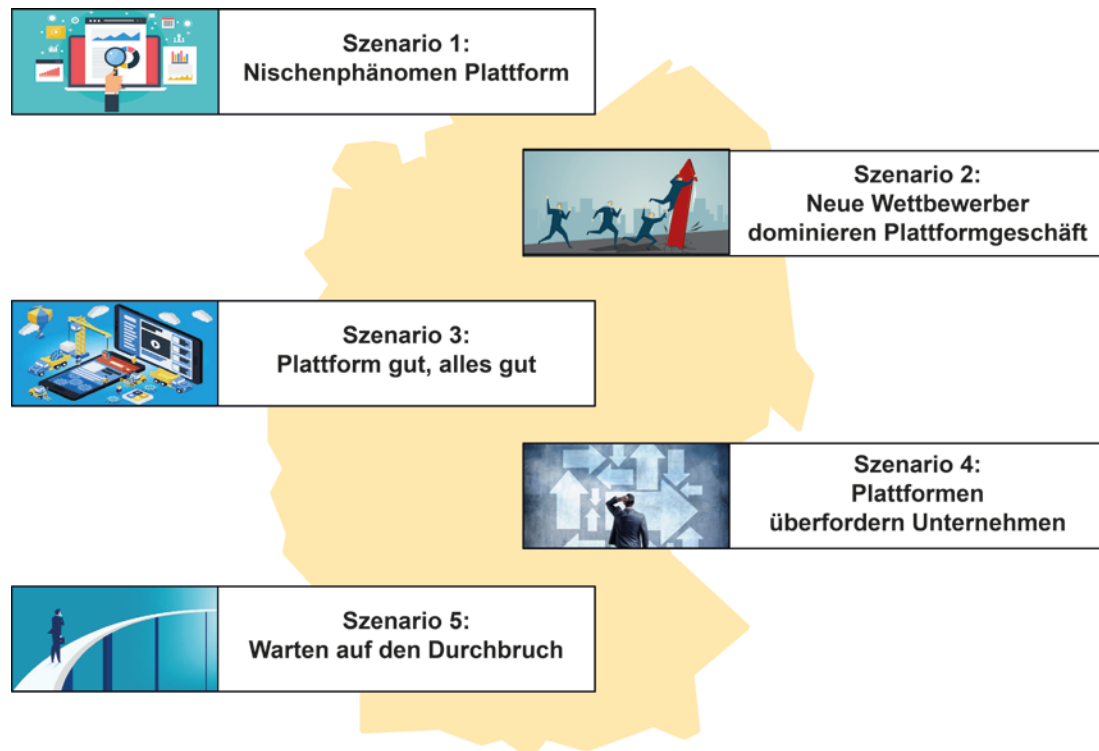 Szenario 1:
Nischenphänomen Plattform
Szenario 2:
Neue Wettbewerber
dominieren Plattformgeschäft
Szenario 3:
Plattform gut, alles gut
Szenario 4:
Plattformen
überfordern Unternehmen
Szenario 5:
Warten auf den Durchbruch